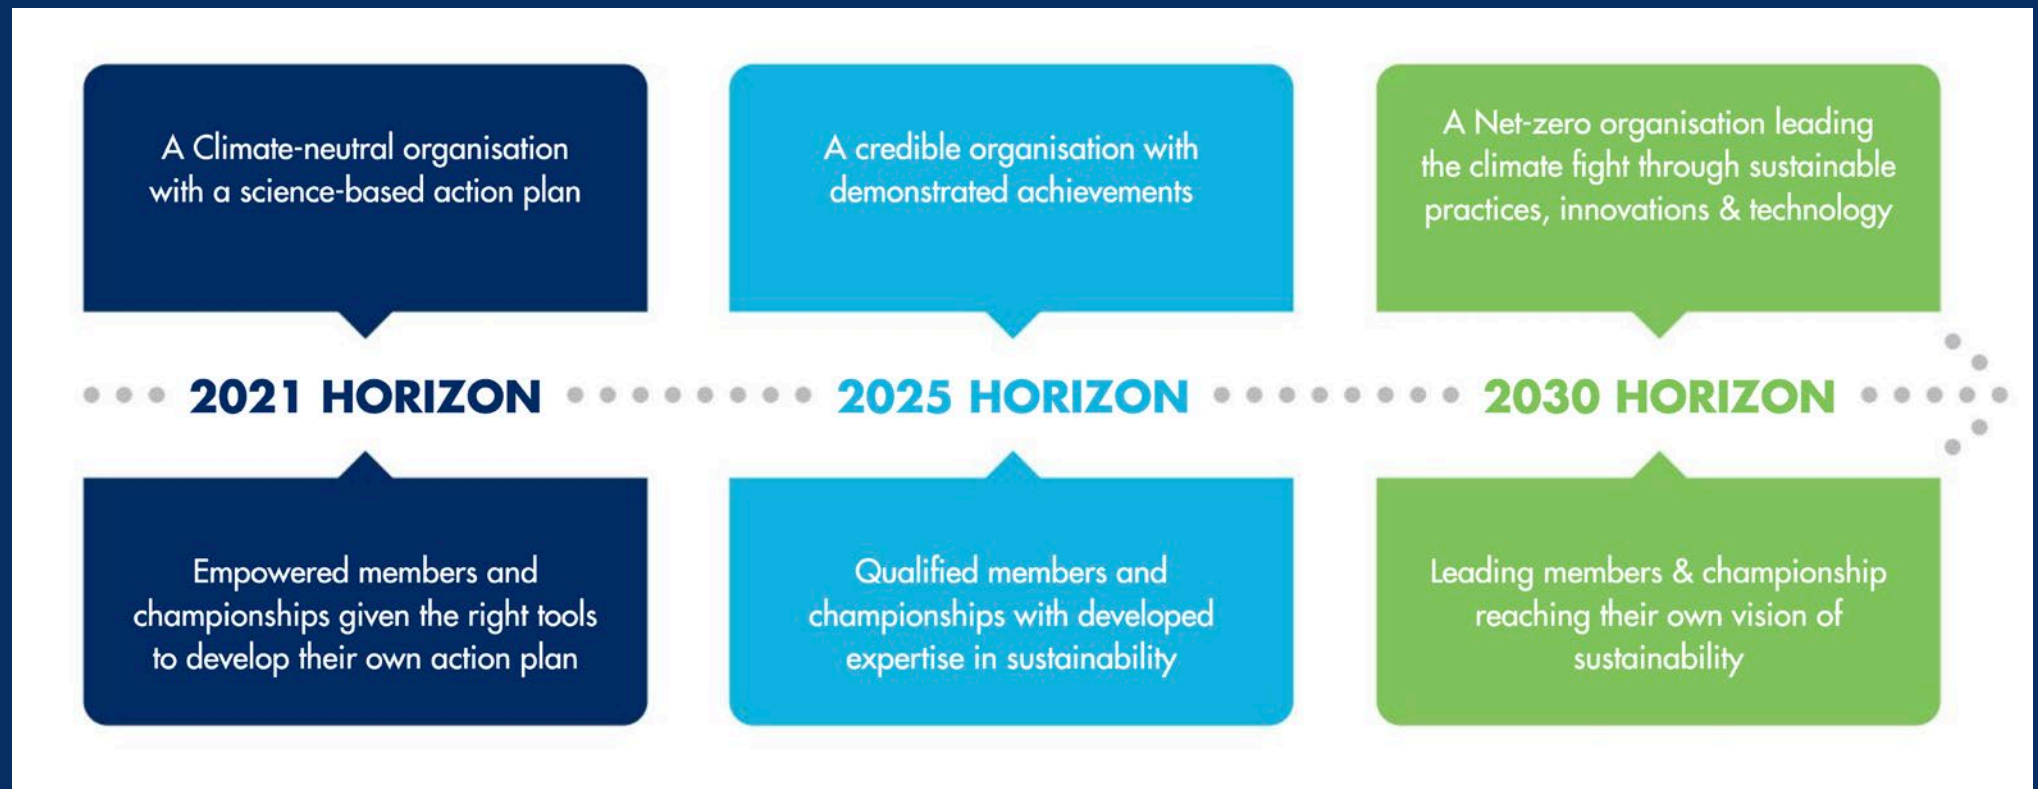 A Climate-neutral organisation
with a science-based action plan
A credible organisation with
demonstrated achievements
A Net-zero organisation leading
the climate fight through sustainable
practices, innovations & technology
2021 HORIZON
2025 HORIZON
2030 HORIZON
Empowered members and
championships given the right tools
to develop their own action plan
Qualified members and
championships with developed
expertise in sustainability
Leading members & championship
reaching their own vision of
sustainability